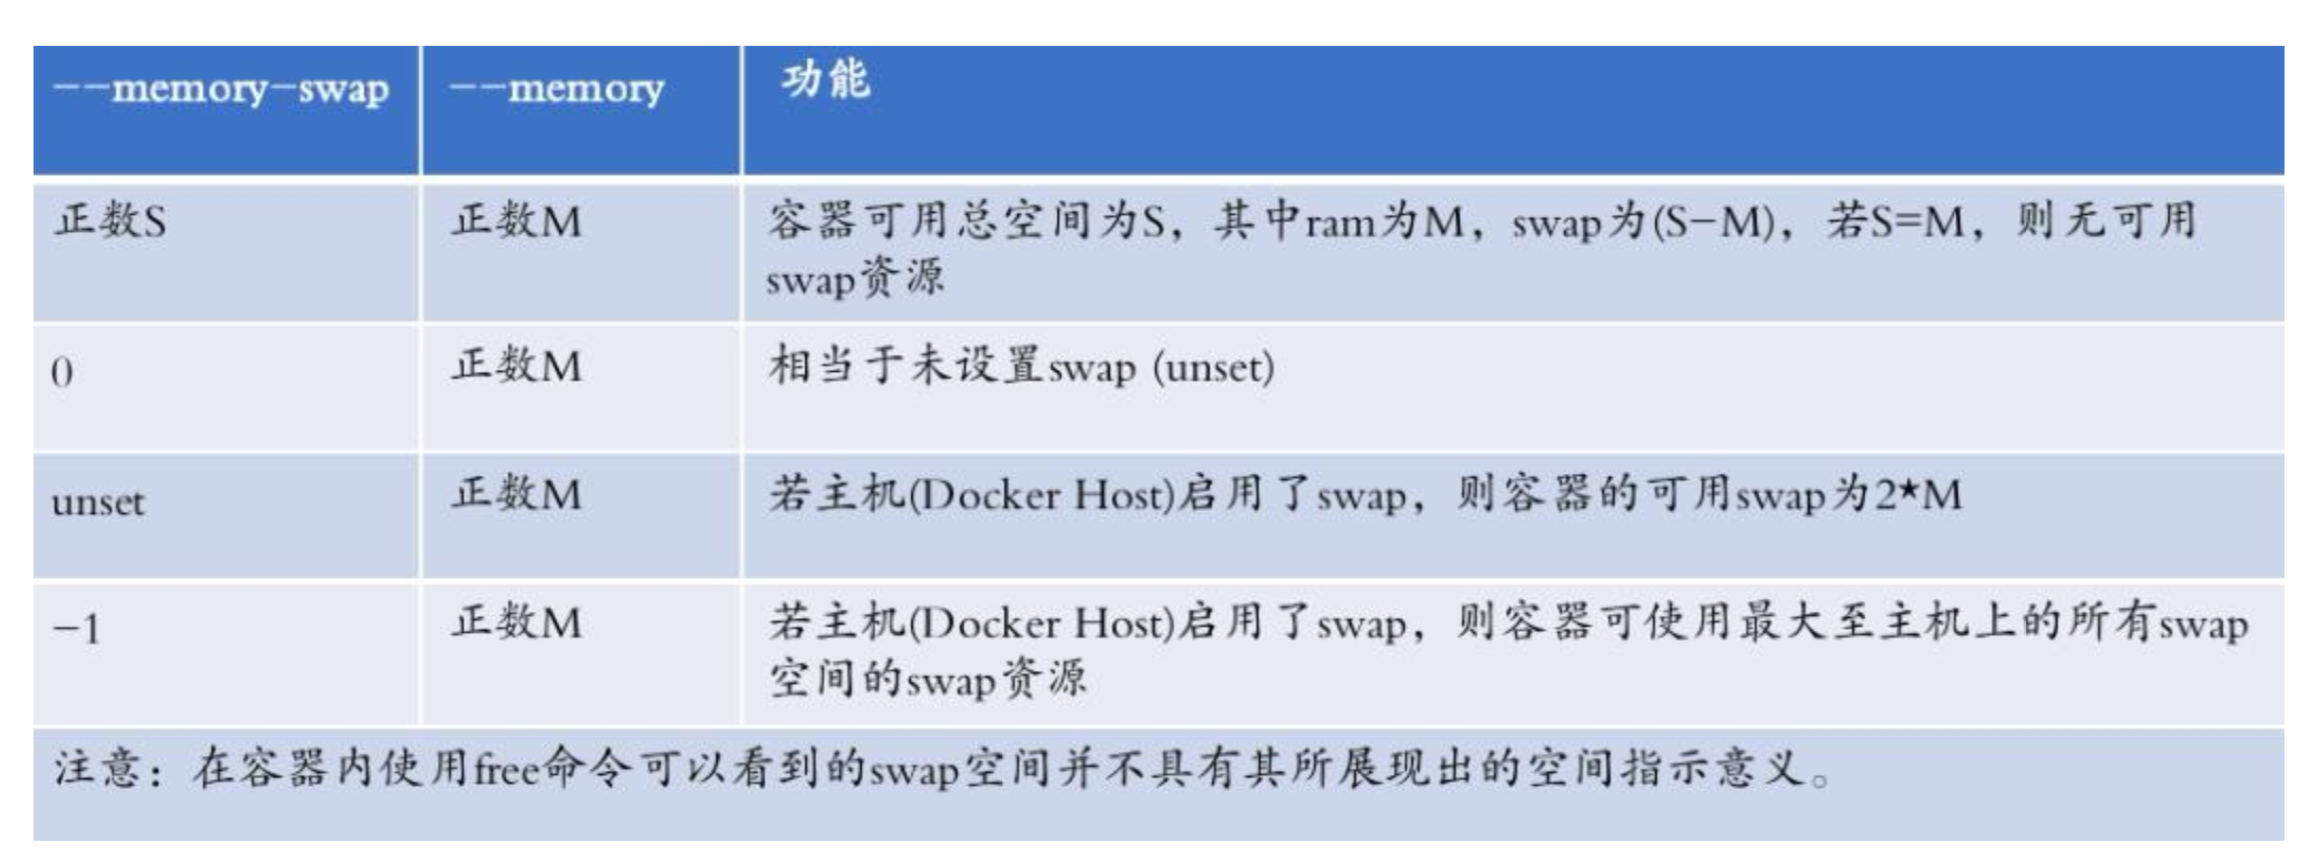 --memory-swap --memory 功能
正数S 正数M 容器可用总空间为S，其中ram为M，swap为(S-M)，若S=M，则无可用
swap资源
0 正数M 相当于未设置swap (unset)
unset 正数M 若主机(Docker Host)启用了swap，则容器的可用swap为2*M
-1 正数M 若主机(Docker Host)启用了swap，则容器可使用最大至主机上的所有swap
空间的swap资源
注意：在容器内使用free命令可以看到的swap空间并不具有其所展现出的空间指示意义。